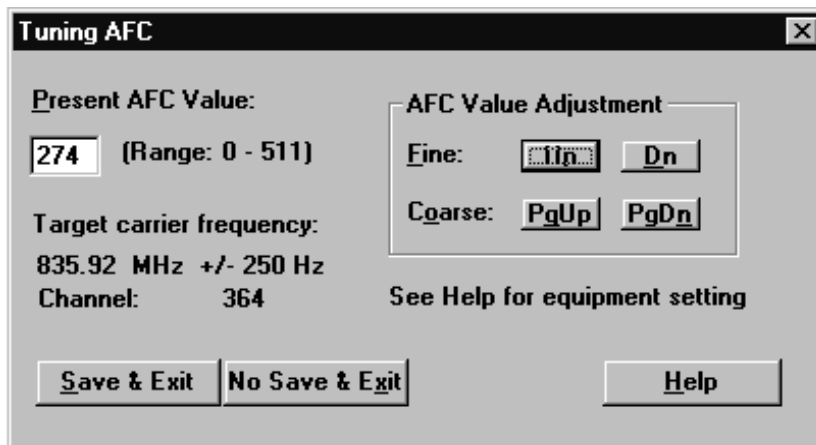 Tuning AFC
Present AFC Value:
274 (Range: 0 - 511)
Target carrier frequency:
835.92 MHz +/- 250 Hz
Channel: 364
AFC Value Adjustment
Fine: Up Dn
Coarse: PgUp PgDn
See Help for equipment setting
Save & Exit No Save & Exit Help